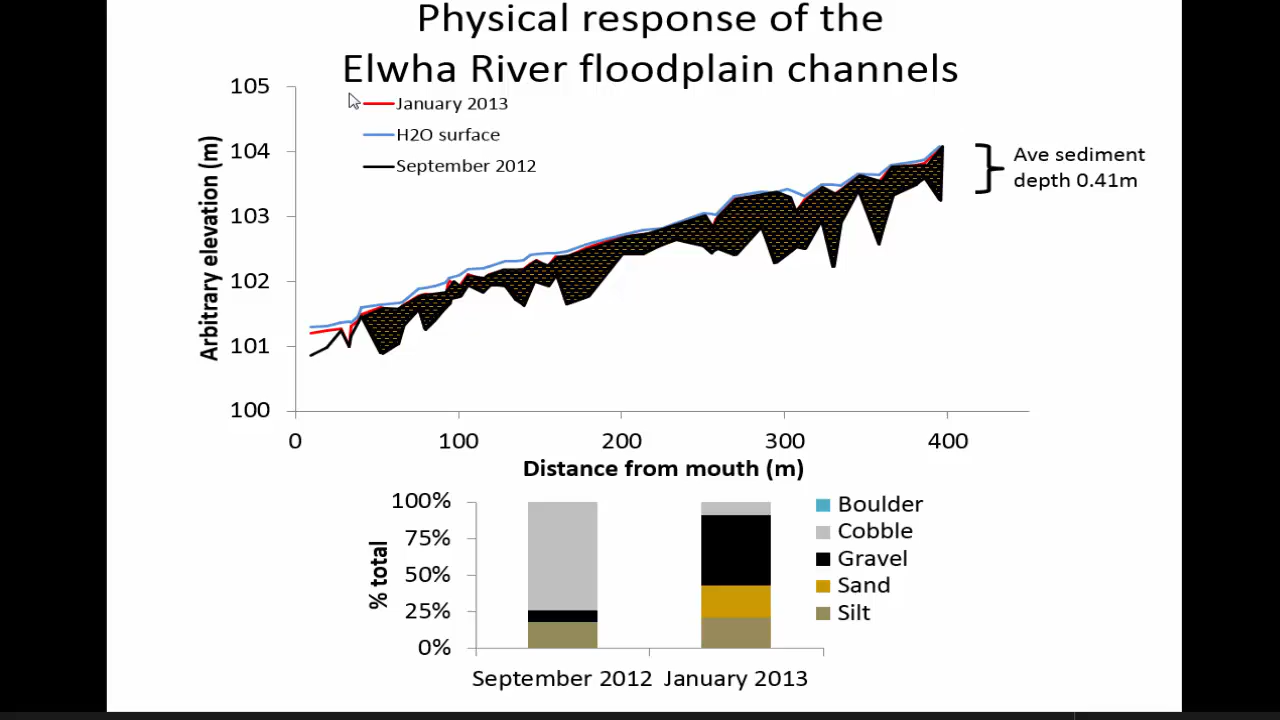 Physical response of the
Elwha River floodplain channels
105
104
103
102
101
100
Arbitrary elevation (m)
January 2013
H2O surface
September 2012
Ave sediment
depth 0.41m
0 100 200 300 400
Distance from mouth (m)
100%
75%
50%
25%
0%
% total
Boulder
Cobble
Gravel
Sand
Silt
September 2012 January 2013